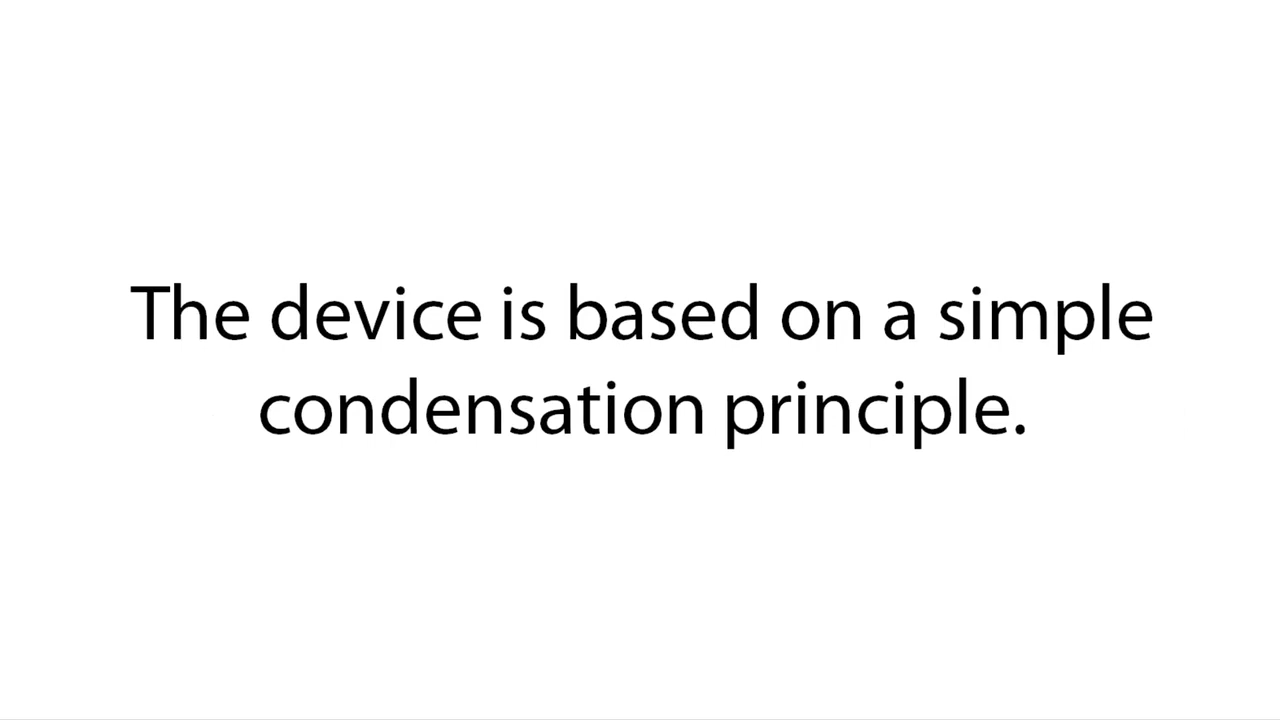 The device is based on a simple
condensation principle.